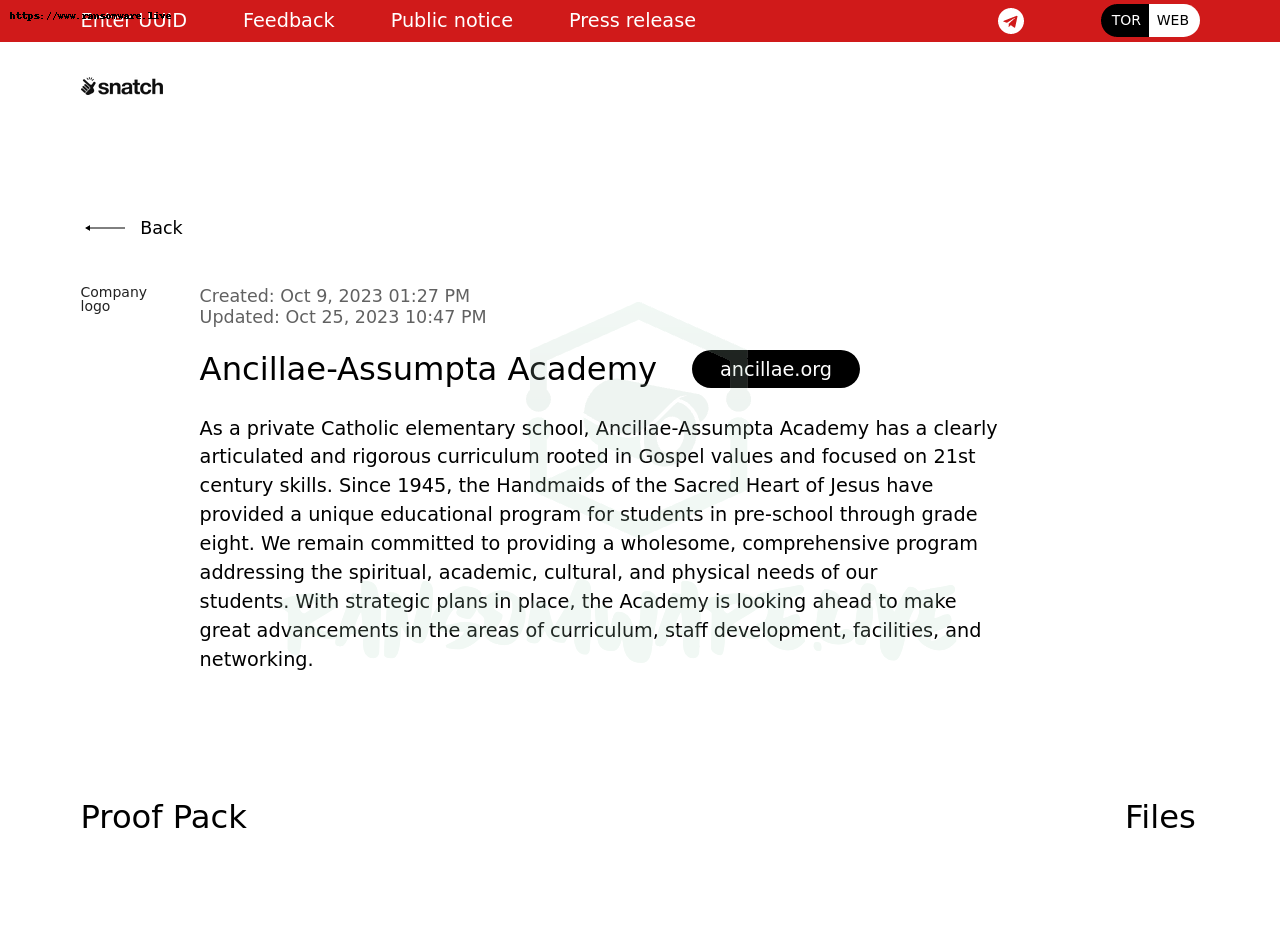 https://www.ransomware.live
Enter UUID Feedback Public notice Press release TOR WEB
snatch
Back
Company
logo
Created: Oct 9, 2023 01:27 PM
Updated: Oct 25, 2023 10:47 PM
Ancillae-Assumpta Academy ancillae.org
As a private Catholic elementary school, Ancillae-Assumpta Academy has a clearly
articulated and rigorous curriculum rooted in Gospel values and focused on 21st
century skills. Since 1945, the Handmaids of the Sacred Heart of Jesus have
provided a unique educational program for students in pre-school through grade
eight. We remain committed to providing a wholesome, comprehensive program
addressing the spiritual, academic, cultural, and physical needs of our
students. With strategic plans in place, the Academy is looking ahead to make
great advancements in the areas of curriculum, staff development, facilities, and
networking.
RANSOMWARE.LIVE
Proof Pack Files